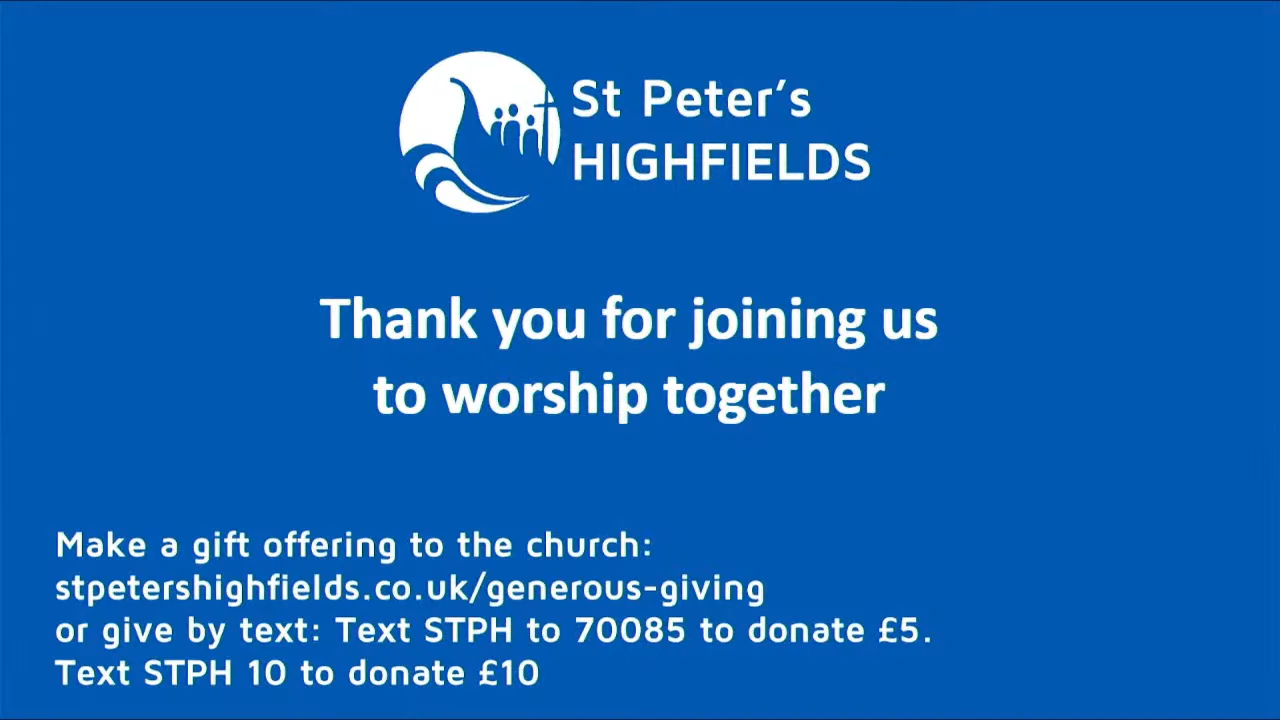 St Peter’s
HIGHFIELDS
Thank you for joining us
to worship together
Make a gift offering to the church:
stpetershighfields.co.uk/generous-giving
or give by text: Text STPH to 70085 to donate £5.
Text STPH 10 to donate £10